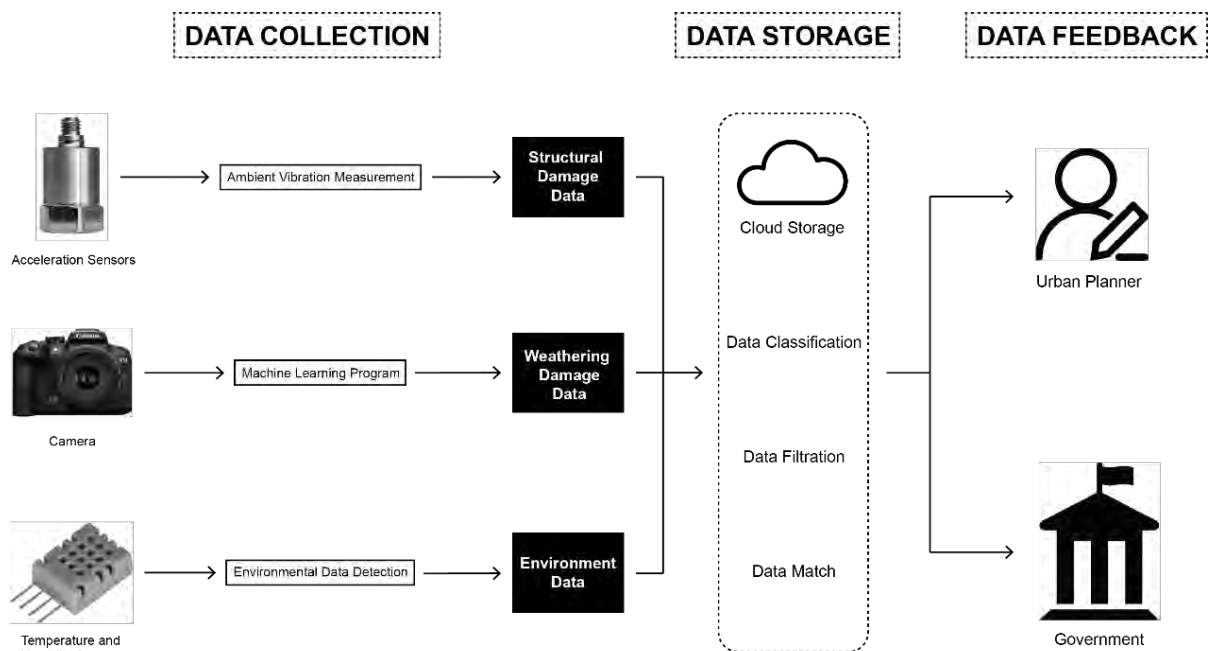 DATA COLLECTION
DATA STORAGE
DATA FEEDBACK
Acceleration Sensors
Ambient Vibration Measurement
Structural
Damage
Data
Camera
Machine Learning Program
Weathering
Damage
Data
Temperature and
Environmental Data Detection
Environment
Data
Cloud Storage
Data Classification
Data Filtration
Data Match
Urban Planner
Government